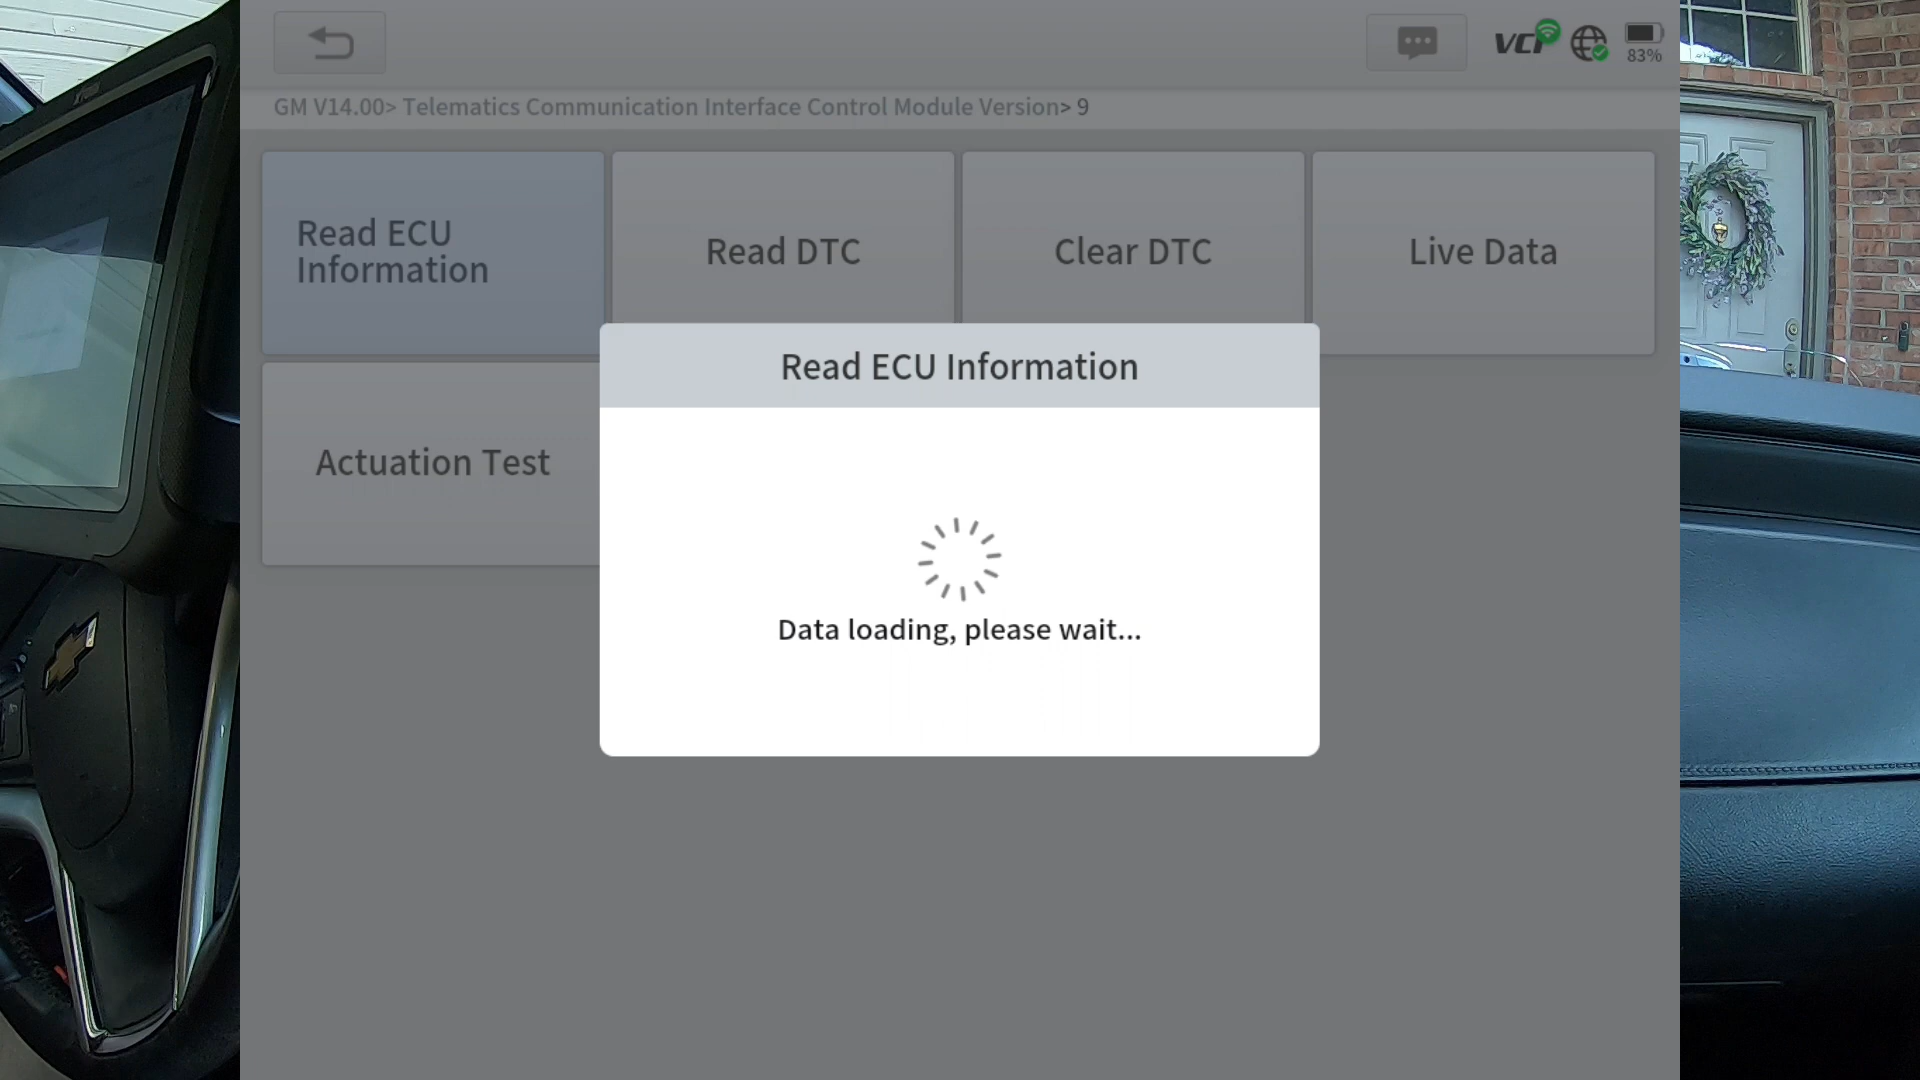 VCI
83%
GM V14.00> Telematics Communication Interface Control Module Version> 9
Read ECU
Information
Read DTC
Clear DTC
Live Data
Read ECU Information
Actuation Test
Data loading, please wait...